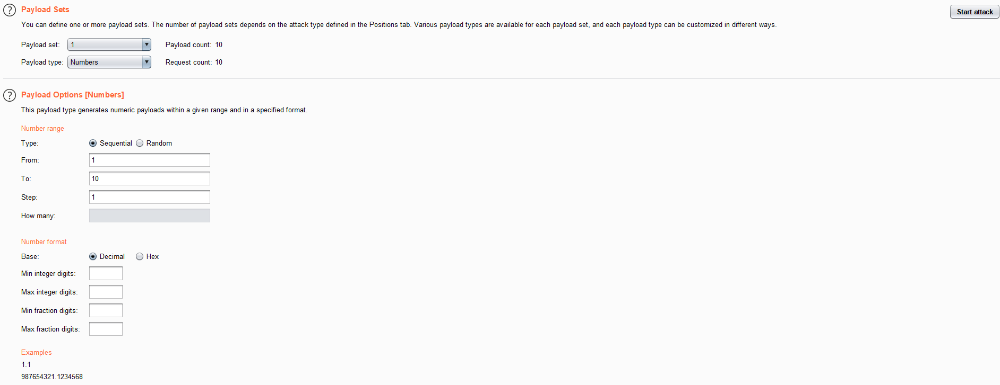 Payload Sets
Start attack
You can define one or more payload sets. The number of payload sets depends on the attack type defined in the Positions tab. Various payload types are available for each payload set, and each payload type can be customized in different ways.
Payload set: 1 Payload count: 10
Payload type: Numbers Request count: 10
Payload Options [Numbers]
This payload type generates numeric payloads within a given range and in a specified format.
Number range
Type: Sequential Random
From: 1
To: 10
Step: 1
How many:
Number format
Base: Decimal Hex
Min integer digits:
Max integer digits:
Min fraction digits:
Max fraction digits:
Examples
1.1
987654321.1234568